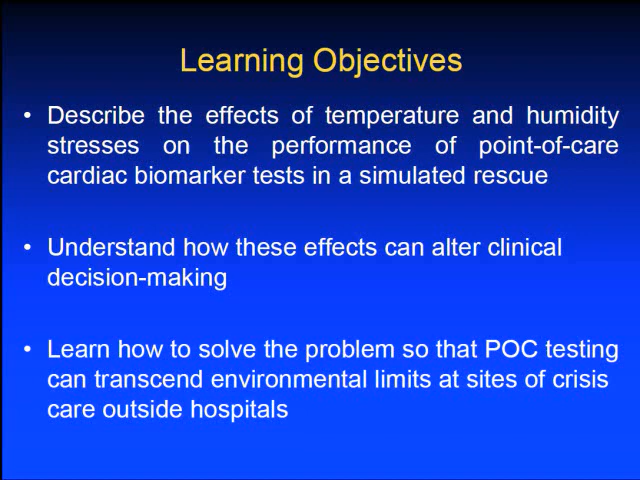 Learning Objectives
• Describe the effects of temperature and humidity
stresses on the performance of point-of-care
cardiac biomarker tests in a simulated rescue
• Understand how these effects can alter clinical
decision-making
• Learn how to solve the problem so that POC testing
can transcend environmental limits at sites of crisis
care outside hospitals